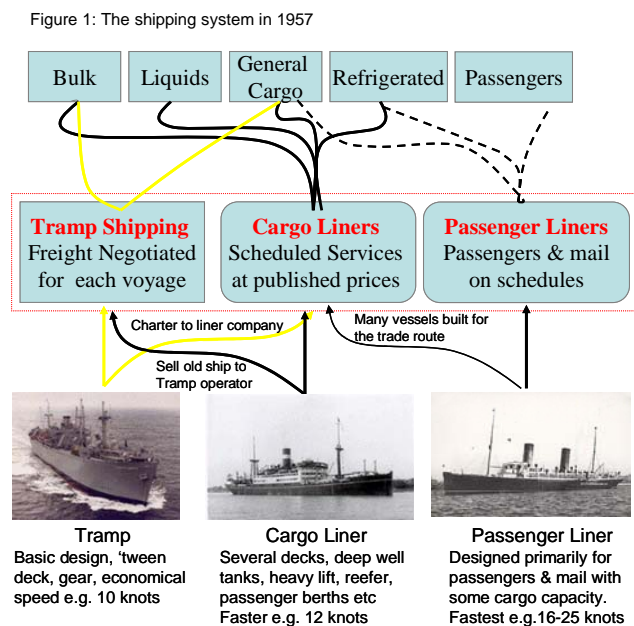 Figure 1: The shipping system in 1957
Bulk
Liquids
General
Cargo
Refrigerated
Passengers
Tramp Shipping
Freight Negotiated
for each voyage
Cargo Liners
Scheduled Services
at published prices
Passenger Liners
Passengers & mail
on schedules
Charter to liner company
Many vessels built for
the trade route
Sell old ship to
Tramp operator
Tramp
Basic design, ‘tween
deck, gear, economical
speed e.g. 10 knots
Cargo Liner
Several decks, deep well
tanks, heavy lift, reefer,
passenger berths etc
Faster e.g. 12 knots
Passenger Liner
Designed primarily for
passengers & mail with
some cargo capacity.
Fastest e.g.16-25 knots